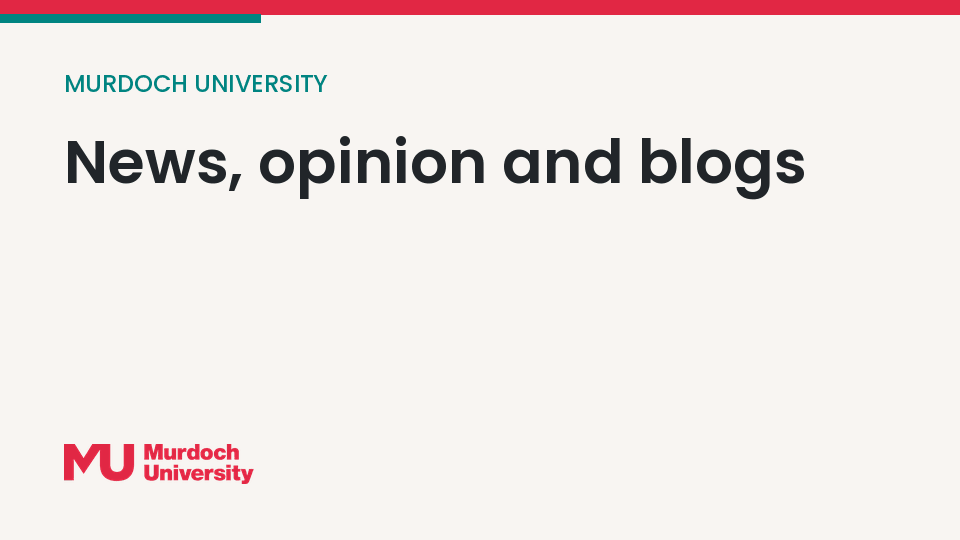 MURDOCH UNIVERSITY
News, opinion and blogs
MU
Murdoch
University